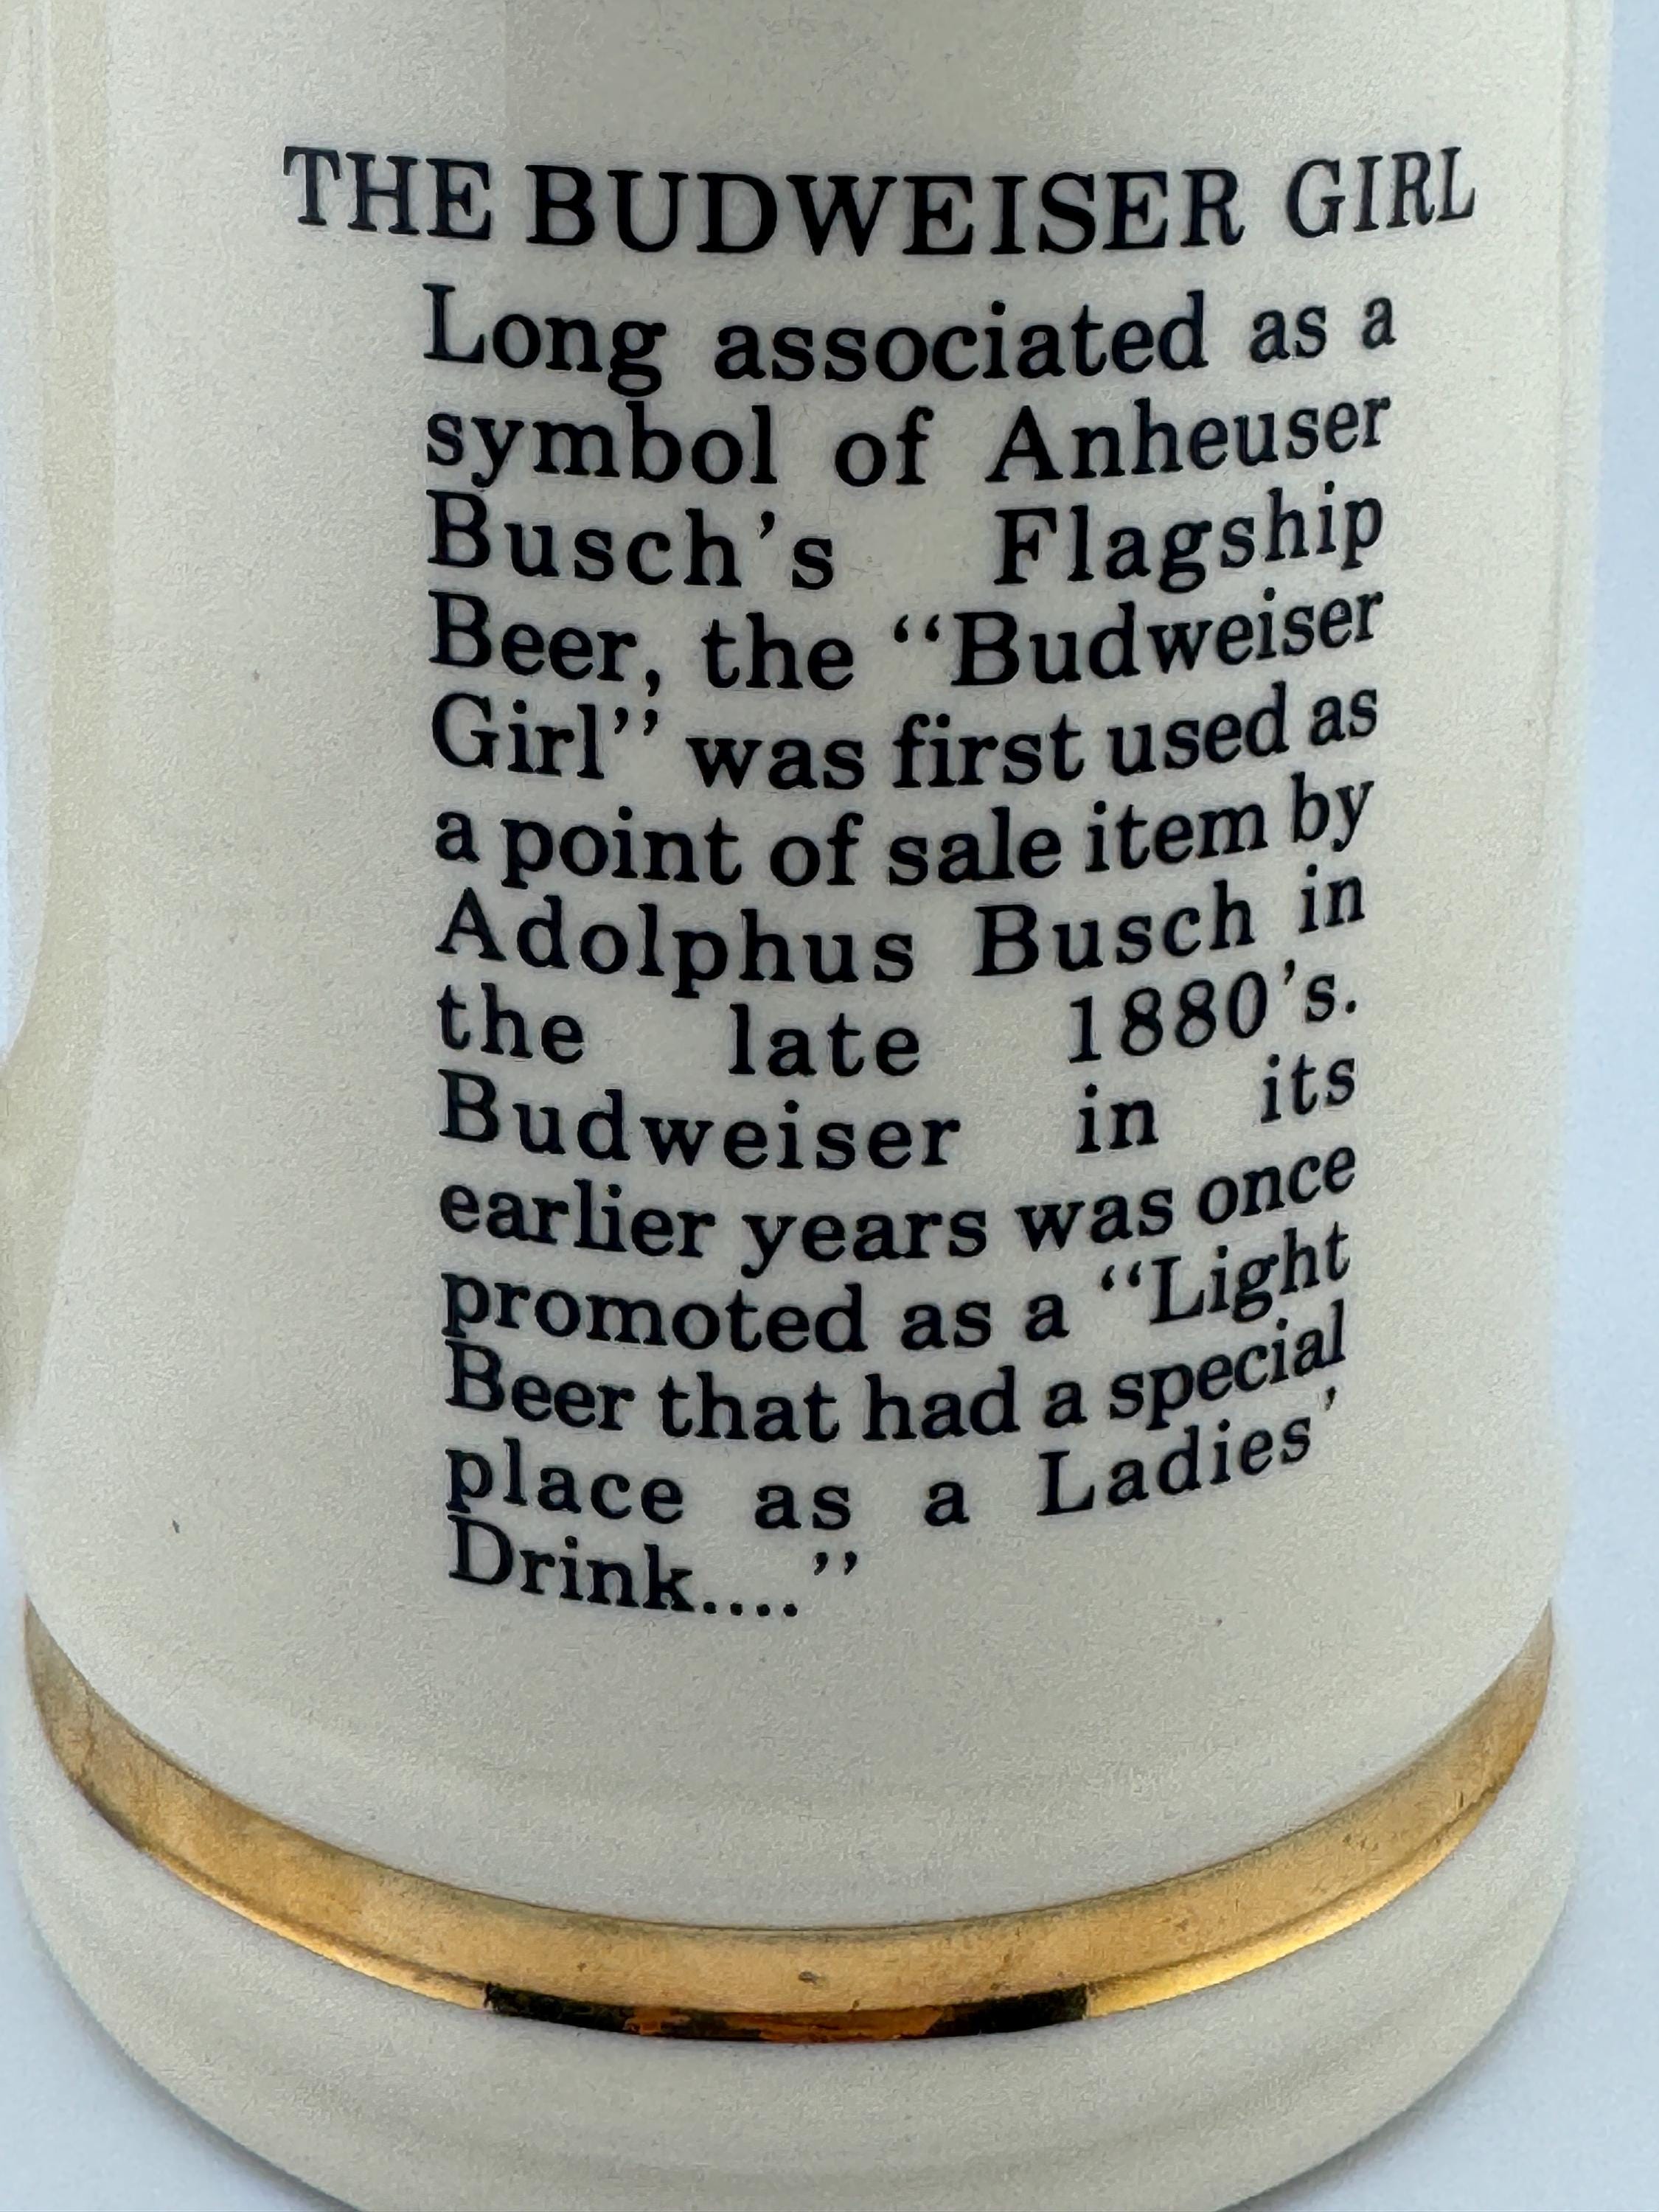 THE BUDWEISER GIRL
Long associated as a
symbol of Anheuser
Busch's Flagship
Beer, the "Budweiser
Girl" was first used as
a point of sale item by
Adolphus Busch in
the late 1880's.
Budweiser in its
earlier years was once
promoted as a "Light
Beer that had a special
place as a Ladies'
Drink...."